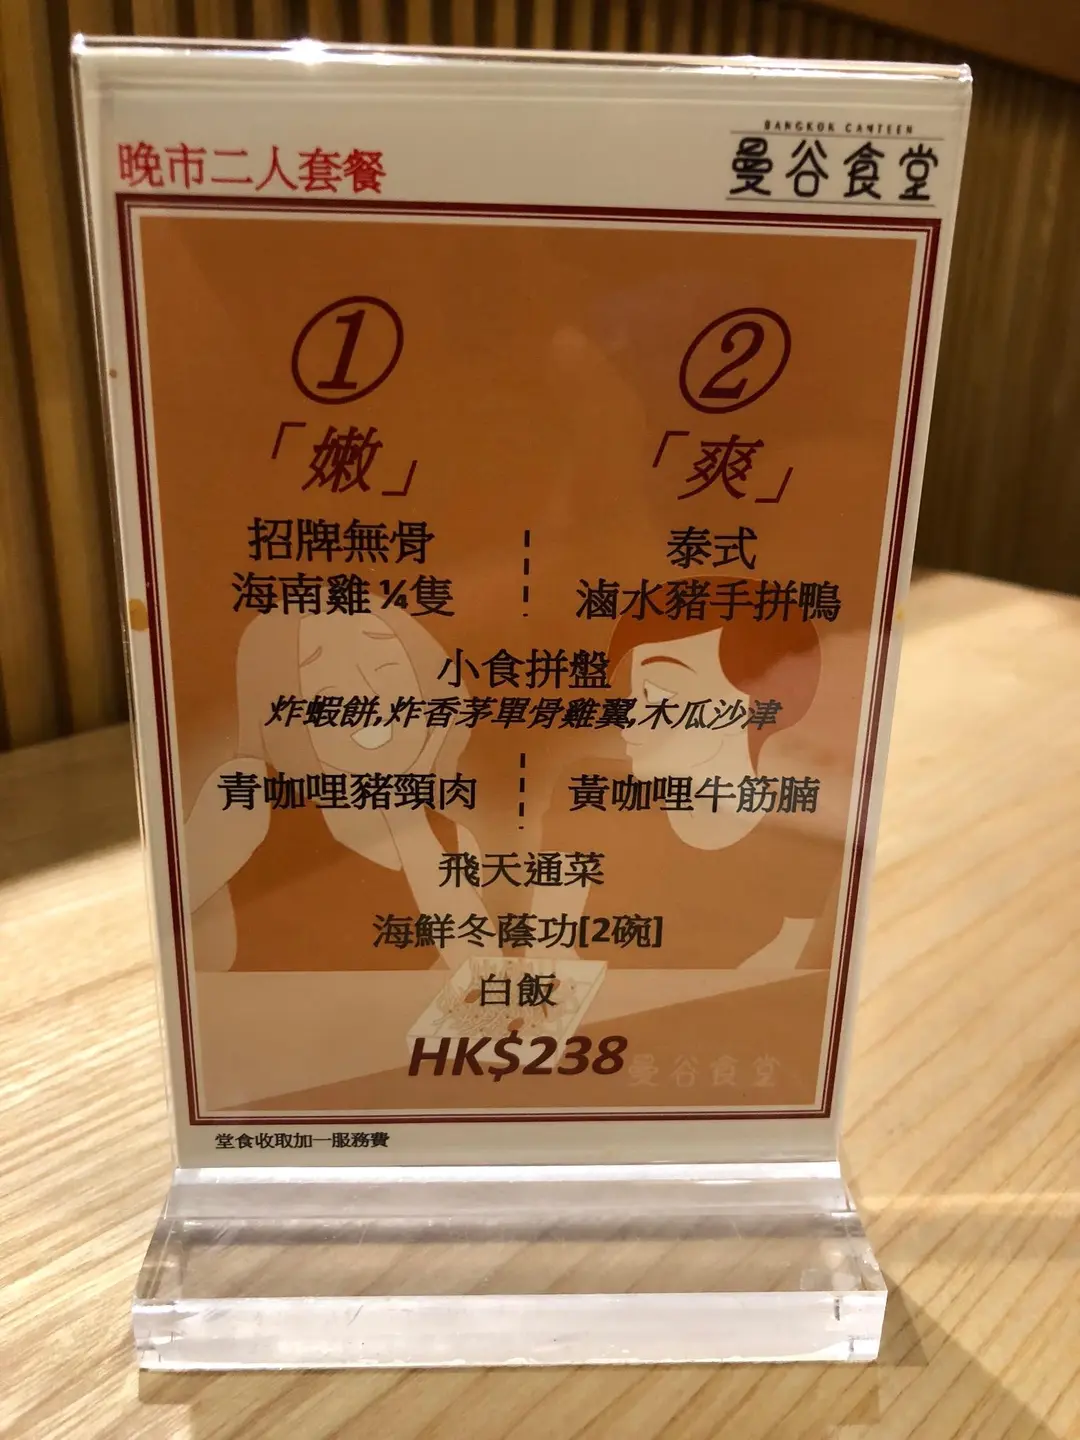 晚市二人套餐
BANGKOK CANTEEN
曼谷食堂
①
「嫩」
招牌無骨
海南雞¼隻
②
「爽」
泰式
滷水豬手拼鴨
小食拼盤
炸蝦餅,炸香茅單骨雞翼,木瓜沙津
青咖哩豬頸肉
黃咖哩牛筋腩
飛天通菜
海鮮冬蔭功[2碗]
白飯
HK$238
曼谷食堂
堂食收取加一服務費